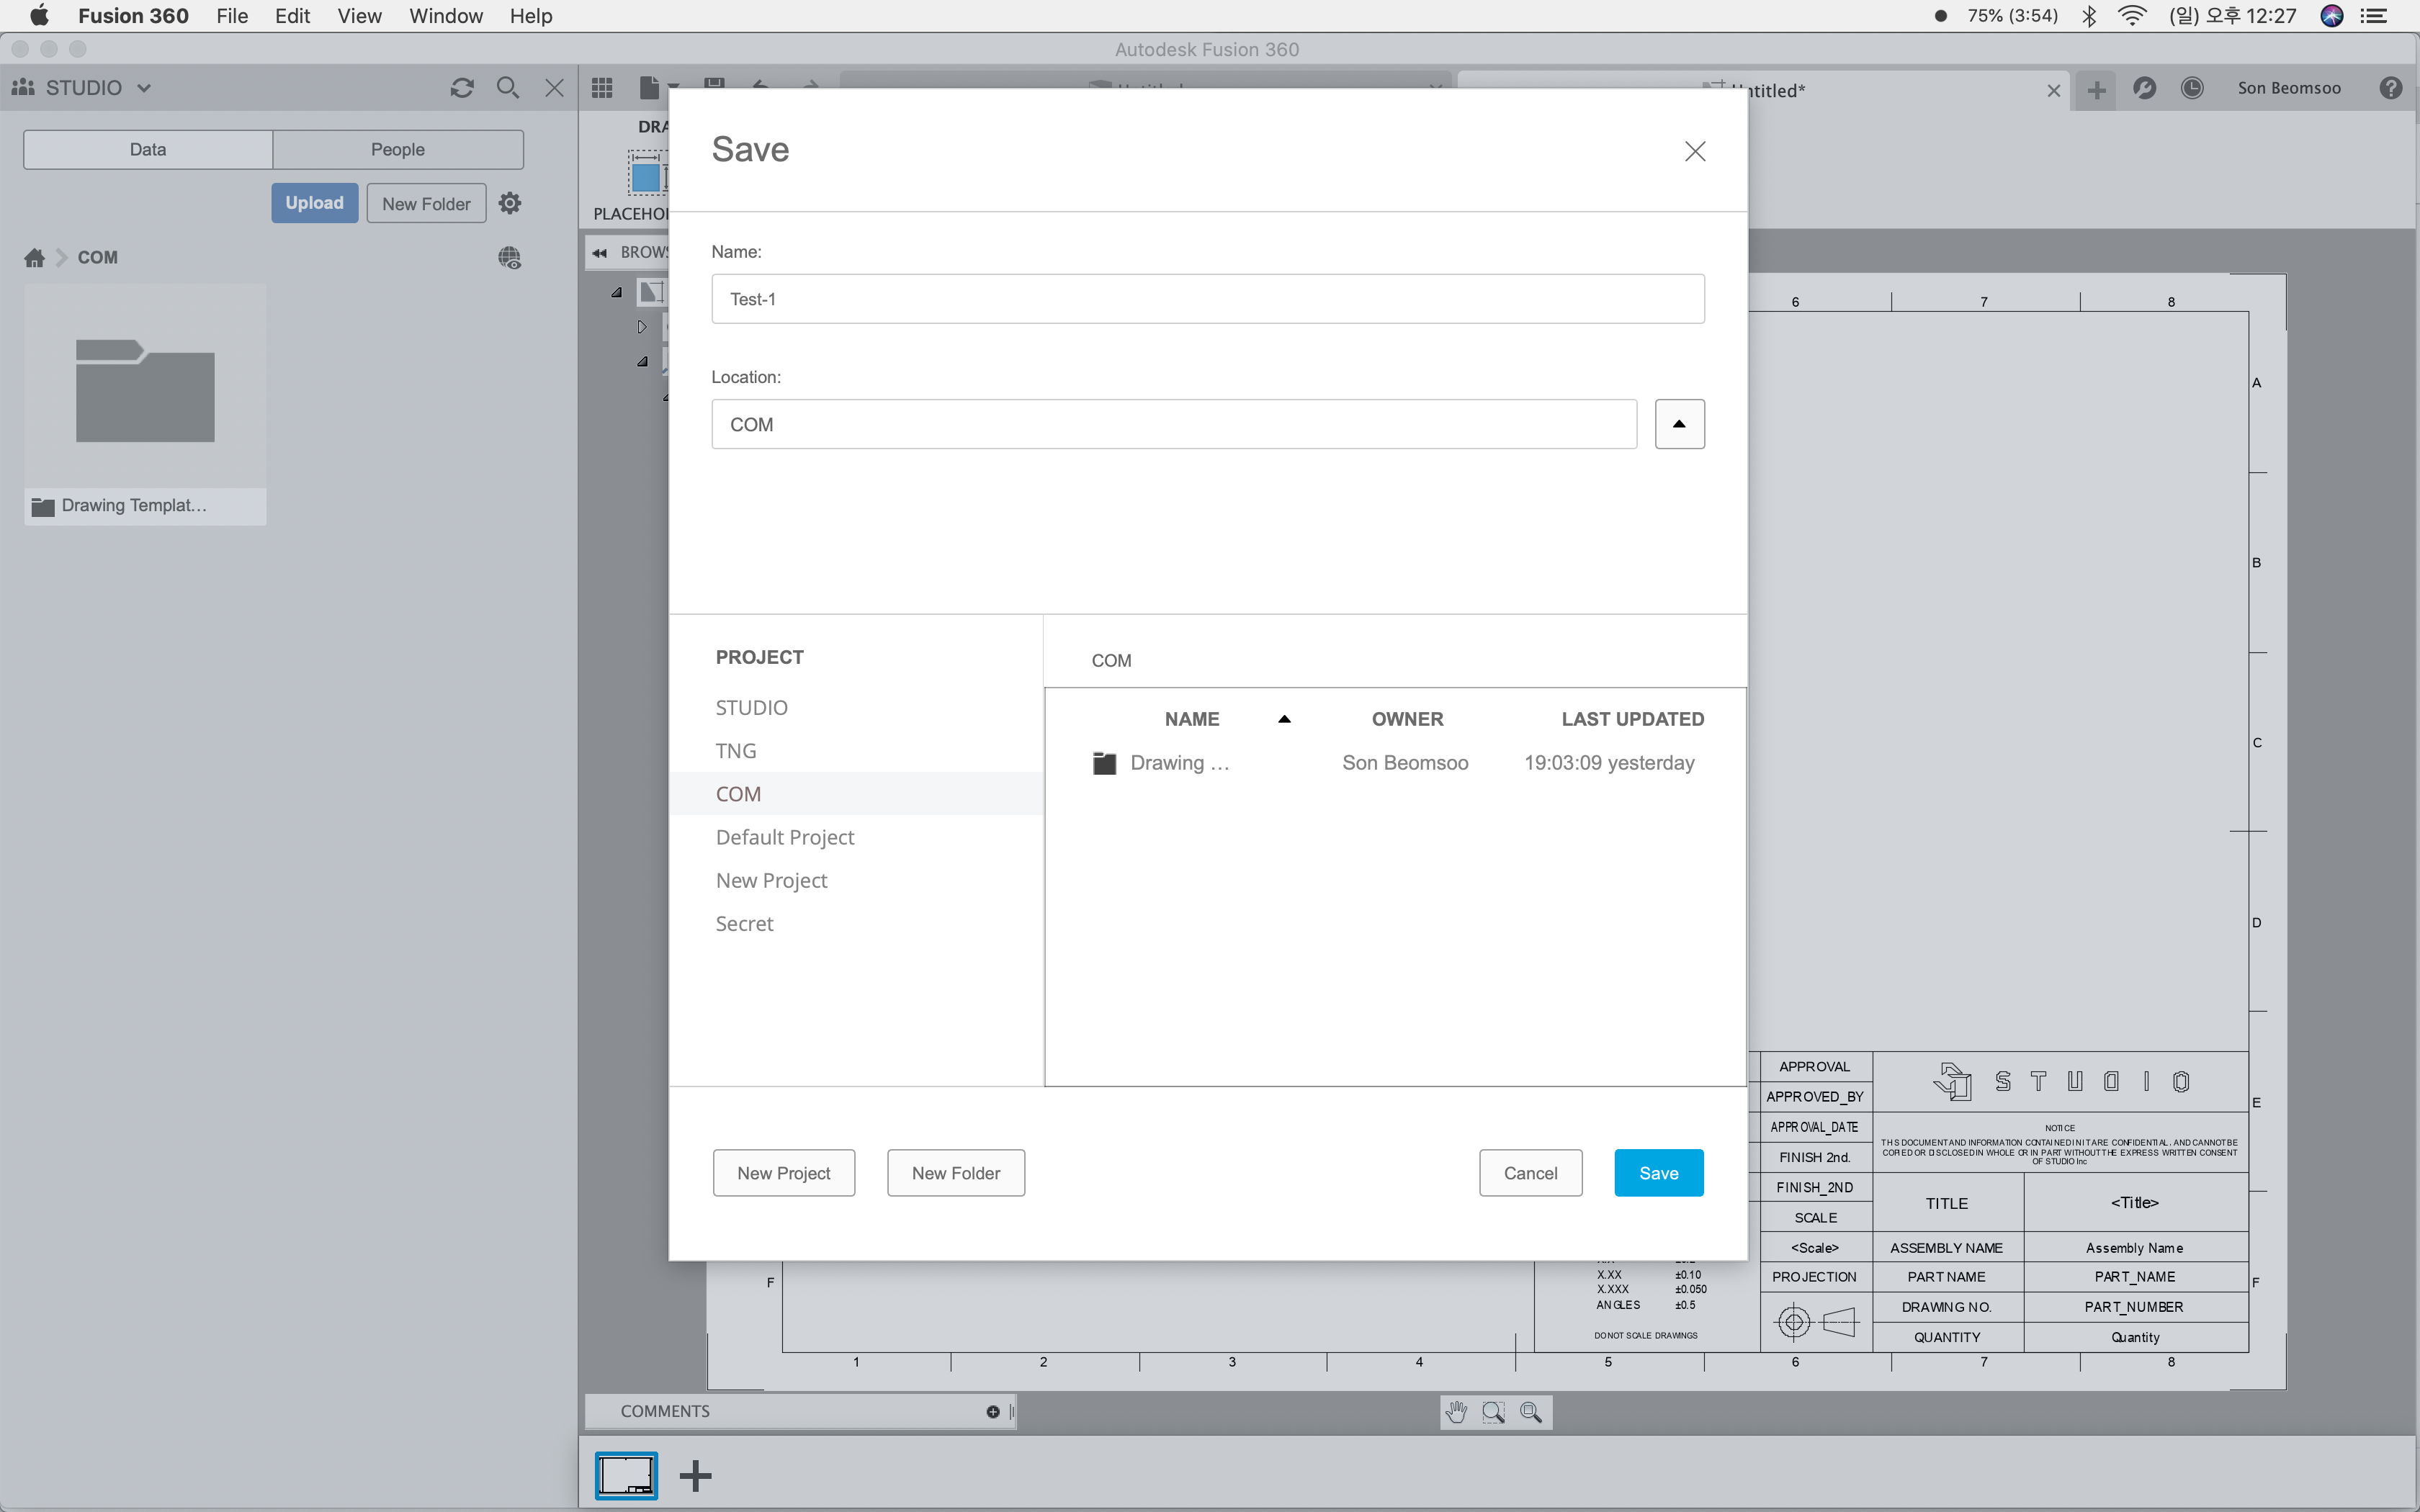 Fusion 360 File Edit View Window Help 75% (3:54) (일) 오후 12:27
Autodesk Fusion 360
STUDIO
Untitled*
Son Beomsoo
Data People
Upload New Folder
COM
Drawing Templat...
DRA
PLACEHOL
BROWS
Save
Name:
Test-1
Location:
COM
PROJECT
STUDIO
TNG
COM
Default Project
New Project
Secret
COM
NAME OWNER LAST UPDATED
Drawing ... Son Beomsoo 19:03:09 yesterday
New Project New Folder Cancel Save
6 7 8
A
B
C
D
E
F F
APPROVAL
APPROVED_BY
APPROVAL_DATE
FINISH 2nd.
FINISH_2ND
SCALE
<Scale>
PROJECTION
STUDIO
NOTICE
THS DOCUMENT AND INFORMATION CONTAINED IN IT ARE CONFIDENTIAL, AND CANNOT BE
COPIED OR DISCLOSED IN WHOLE OR IN PART WITHOUT THE EXPRESS WRITTEN CONSENT
OF STUDIO Inc
TITLE <Title>
ASSEMBLY NAME Assembly Name
PART NAME PART_NAME
DRAWING NO. PART_NUMBER
QUANTITY Quantity
X.XX ±0.10
X.XXX ±0.050
ANGLES ±0.5
DO NOT SCALE DRAWINGS
1 2 3 4 5 6 7 8
COMMENTS